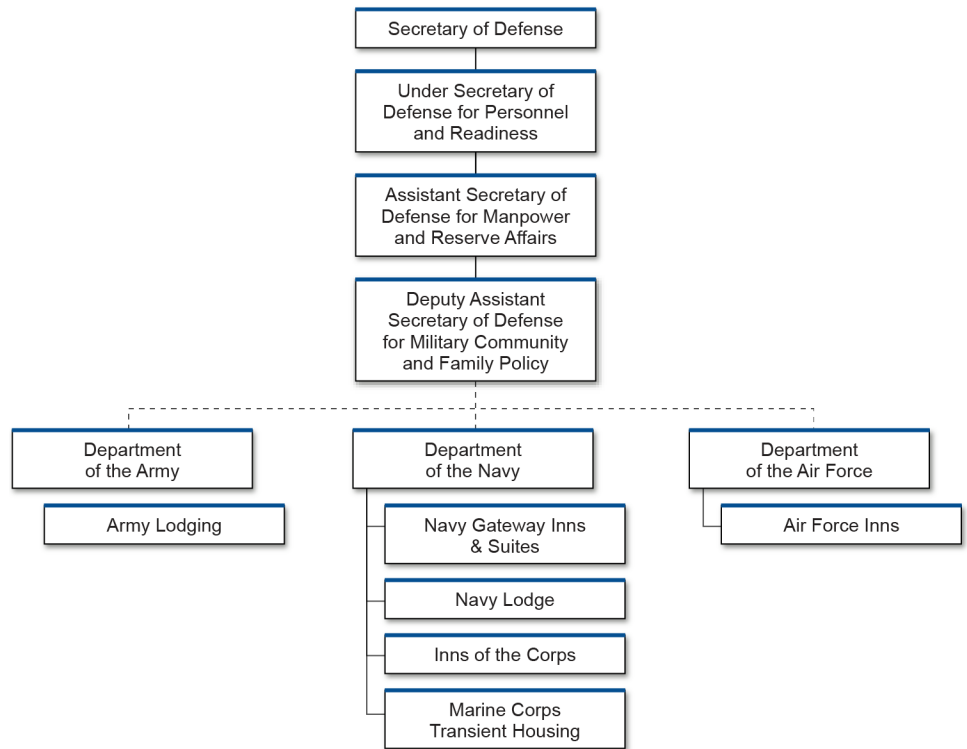 Secretary of Defense
Under Secretary of
Defense for Personnel
and Readiness
Assistant Secretary of
Defense for Manpower
and Reserve Affairs
Deputy Assistant
Secretary of Defense
for Military Community
and Family Policy
Department
of the Army
Army Lodging
Department
of the Navy
Navy Gateway Inns
& Suites
Navy Lodge
Inns of the Corps
Marine Corps
Transient Housing
Department
of the Air Force
Air Force Inns